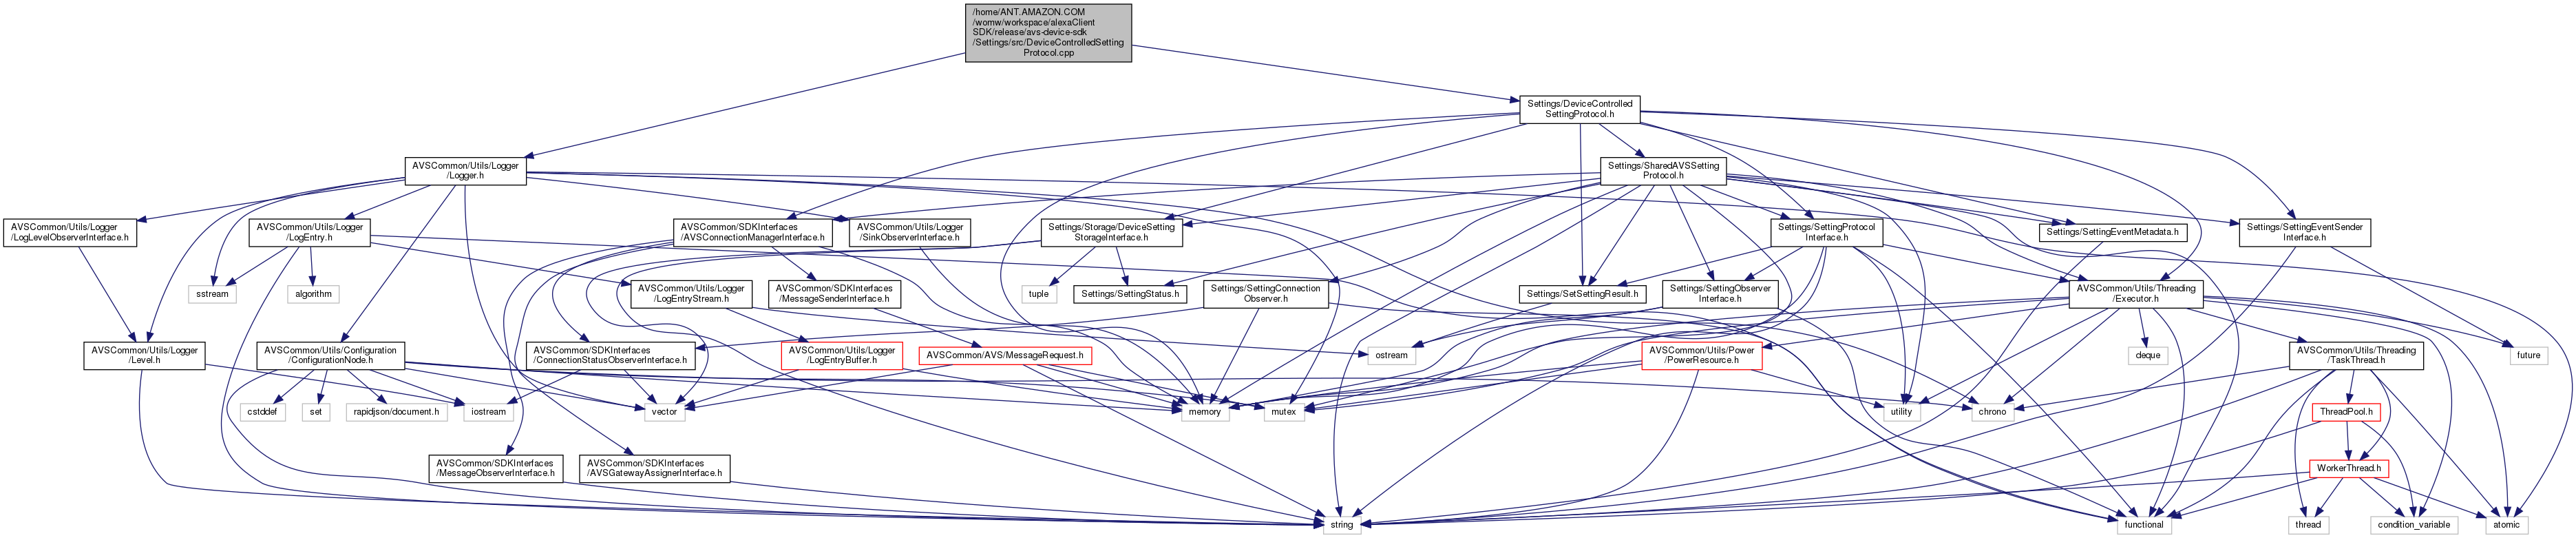 /home/ANT.AMAZON.COM
/womw/workspace/alexaClient
SDK/release/avs-device-sdk
/Settings/src/DeviceControlledSetting
Protocol.cpp
Settings/DeviceControlled
SettingProtocol.h
AVSCommon/Utils/Logger
/Logger.h
Settings/SharedAVSSetting
Protocol.h
AVSCommon/Utils/Logger
/LogLevelObserverInterface.h
AVSCommon/Utils/Logger
/LogEntry.h
AVSCommon/SDKInterfaces
/AVSConnectionManagerInterface.h
AVSCommon/Utils/Logger
/SinkObserverInterface.h
Settings/Storage/DeviceSetting
StorageInterface.h
Settings/SettingProtocol
Interface.h
Settings/SettingEventMetadata.h
Settings/SettingEventSender
Interface.h
sstream
algorithm
AVSCommon/Utils/Logger
/LogEntryStream.h
AVSCommon/SDKInterfaces
/MessageSenderInterface.h
tuple
Settings/SettingStatus.h
Settings/SettingConnection
Observer.h
Settings/SetSettingResult.h
Settings/SettingObserver
Interface.h
AVSCommon/Utils/Threading
/Executor.h
AVSCommon/Utils/Logger
/Level.h
AVSCommon/Utils/Configuration
/ConfigurationNode.h
AVSCommon/SDKInterfaces
/ConnectionStatusObserverInterface.h
AVSCommon/Utils/Logger
/LogEntryBuffer.h
AVSCommon/AVS/MessageRequest.h
ostream
AVSCommon/Utils/Power
/PowerResource.h
deque
AVSCommon/Utils/Threading
/TaskThread.h
future
cstddef
set
rapidjson/document.h
iostream
vector
memory
mutex
utility
chrono
ThreadPool.h
AVSCommon/SDKInterfaces
/MessageObserverInterface.h
AVSCommon/SDKInterfaces
/AVSGatewayAssignerInterface.h
WorkerThread.h
string
functional
thread
condition_variable
atomic